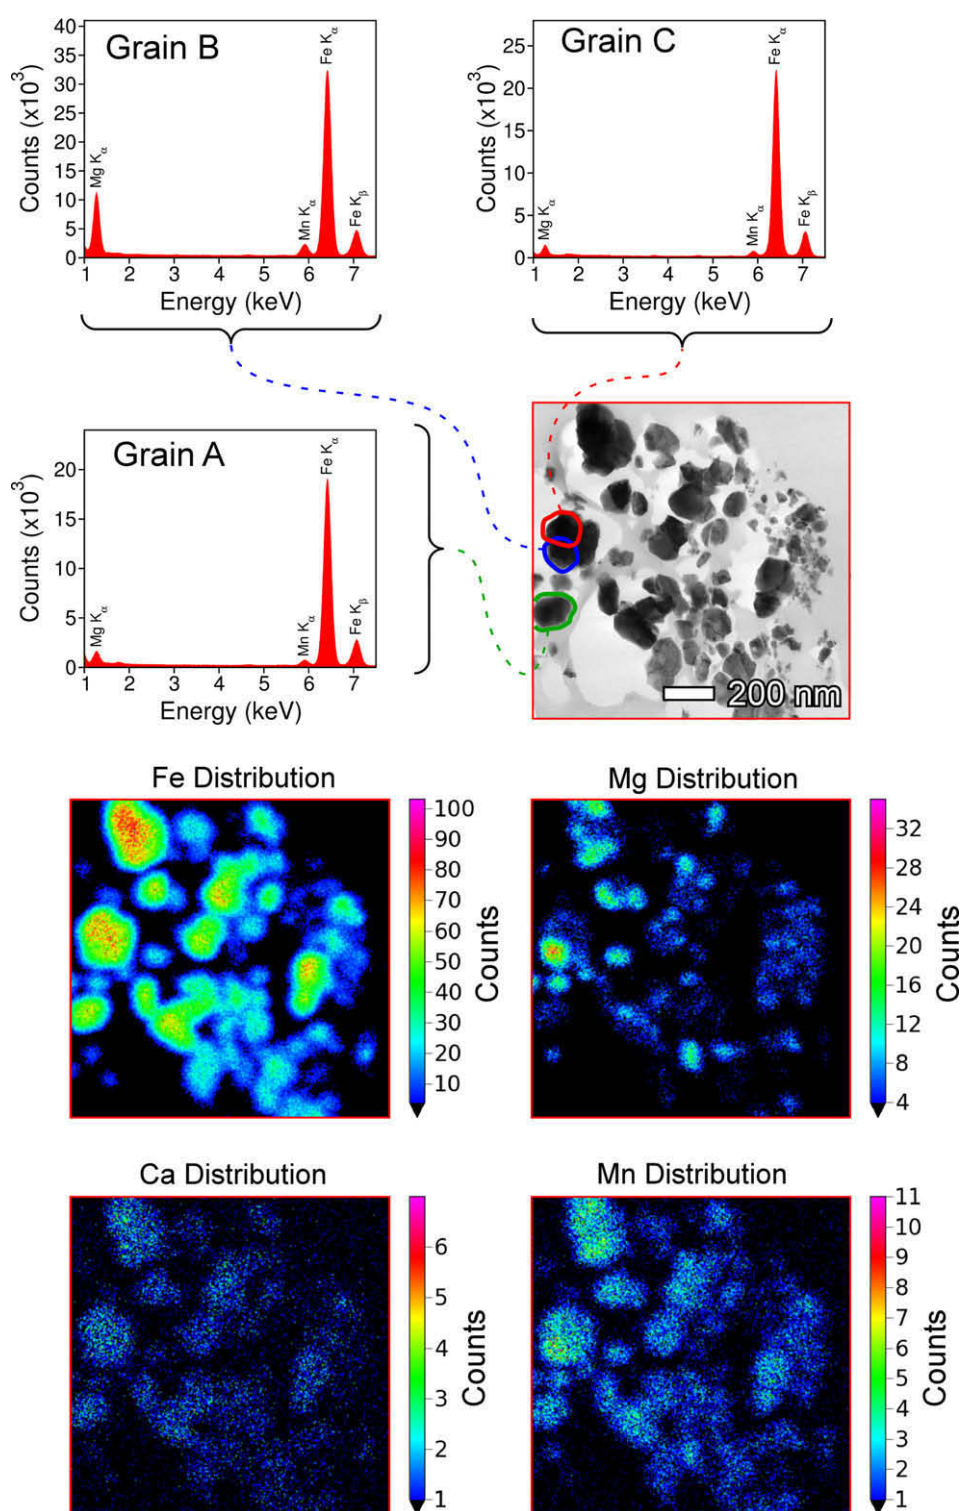 Grain B
Counts (x10³)
40
35
30
25
20
15
10
5
0
Mg Kα
Mn Kα
Fe Kα
Fe Kβ
1 2 3 4 5 6 7
Energy (keV)
Grain C
Counts (x10³)
25
20
15
10
5
0
Mg Kα
Mn Kα
Fe Kα
Fe Kβ
1 2 3 4 5 6 7
Energy (keV)
Grain A
Counts (x10³)
20
15
10
5
0
Mg Kα
Mn Kα
Fe Kα
Fe Kβ
1 2 3 4 5 6 7
Energy (keV)
200 nm
Fe Distribution
100
90
80
70
60
50
40
30
20
10
Counts
Mg Distribution
32
28
24
20
16
12
8
4
Counts
Ca Distribution
6
5
4
3
2
1
Counts
Mn Distribution
11
10
9
8
7
6
5
4
3
2
1
Counts